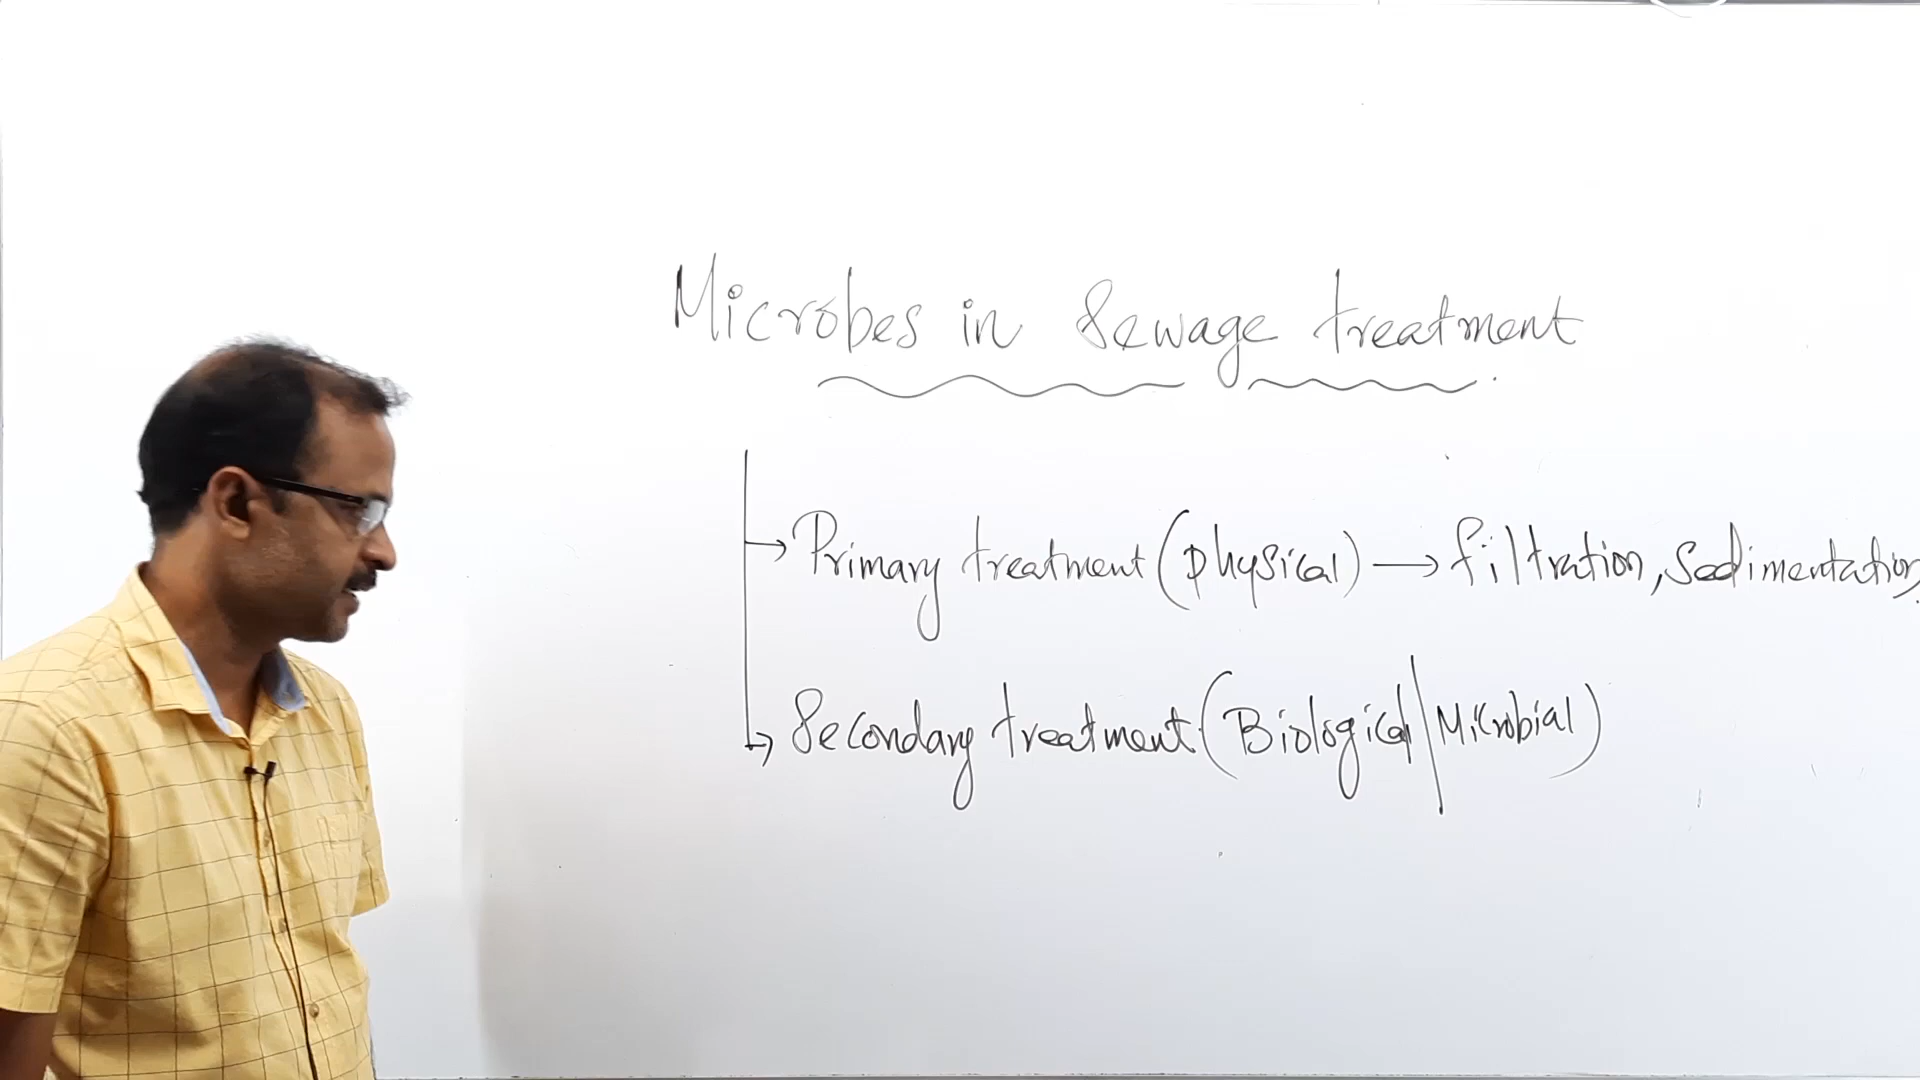 Microbes in Sewage treatment
→ Primary treatment (Physical) → filtration, Sedimentation
→ Secondary treatment (Biological/Microbial)